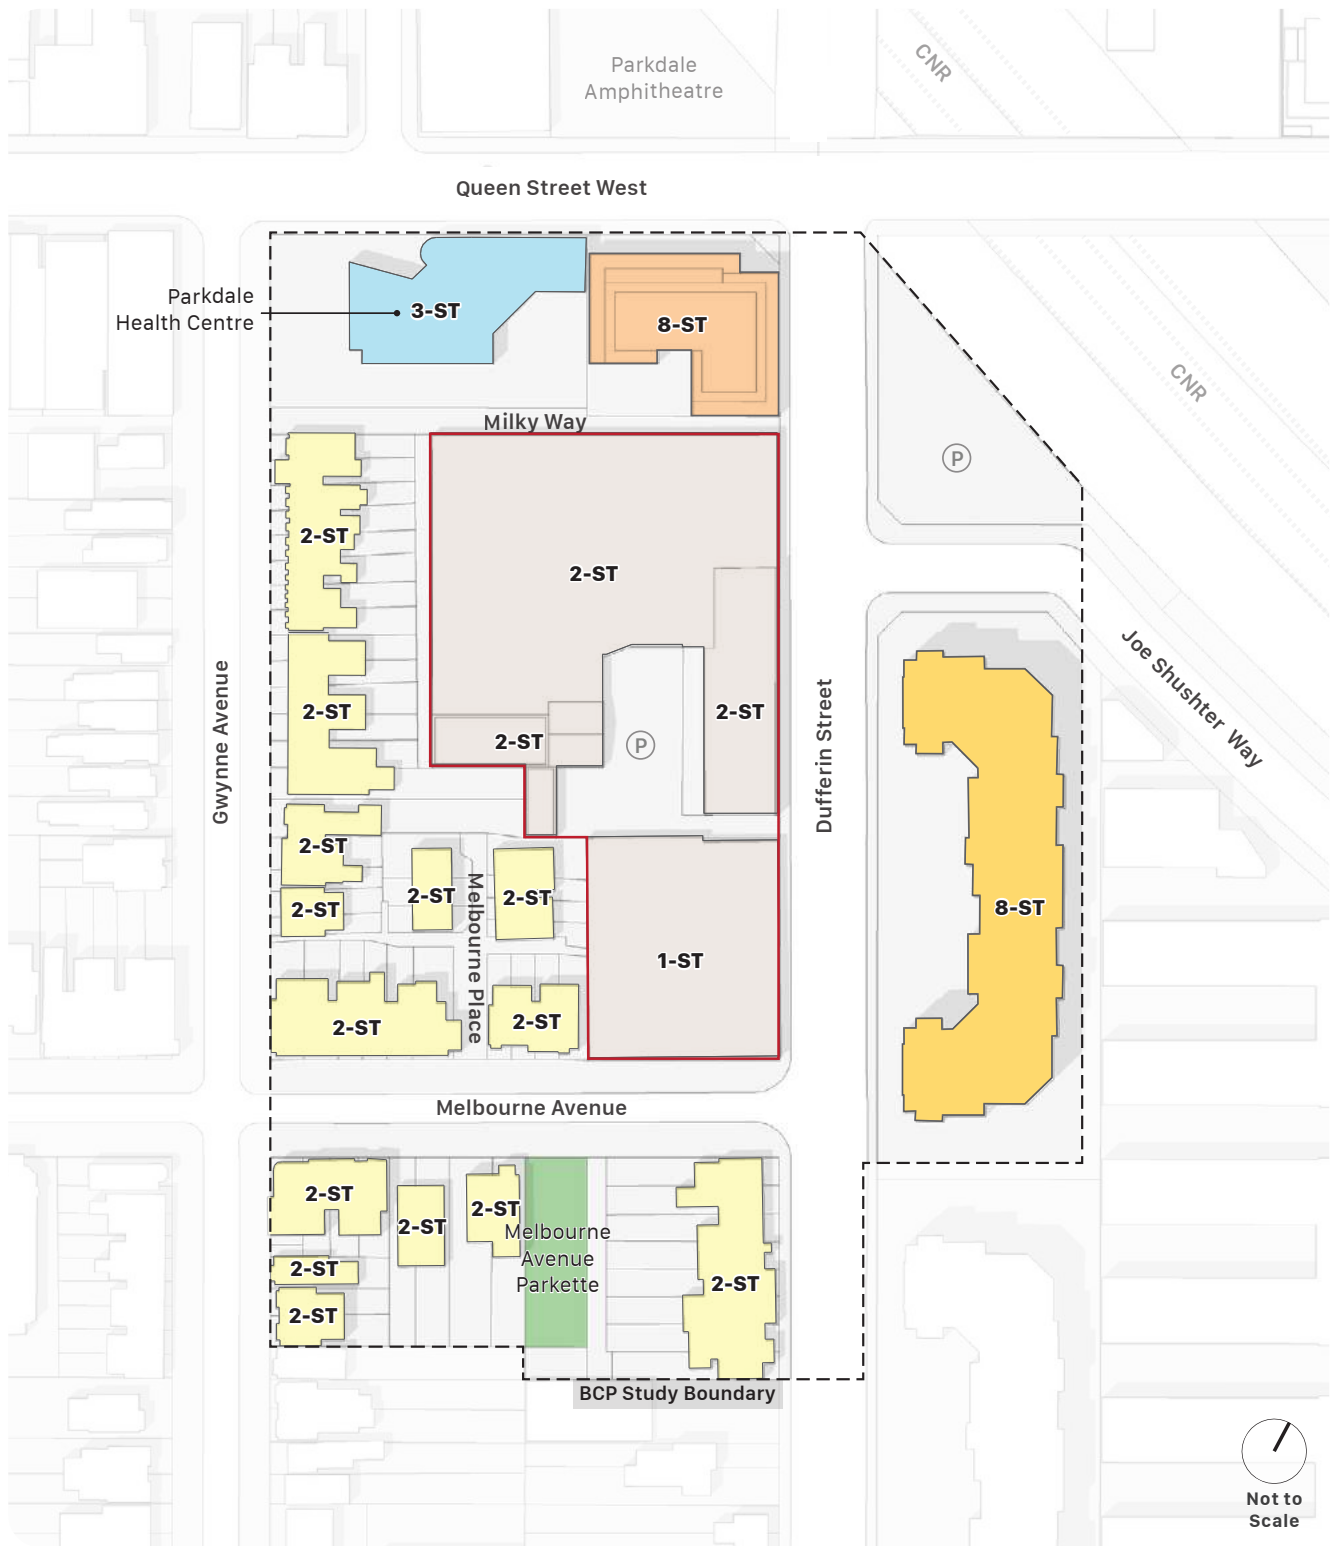 Parkdale
Amphitheatre
CNR
Queen Street West
Parkdale
Health Centre
3-ST
8-ST
CNR
Milky Way
P
2-ST
2-ST
Joe Shushter Way
Gwynne Avenue
2-ST
2-ST
2-ST
P
Dufferin Street
2-ST
2-ST
2-ST
2-ST
Melbourne Place
8-ST
1-ST
2-ST
2-ST
Melbourne Avenue
2-ST
2-ST
2-ST
Melbourne
Avenue
Parkette
2-ST
2-ST
2-ST
BCP Study Boundary
Not to
Scale